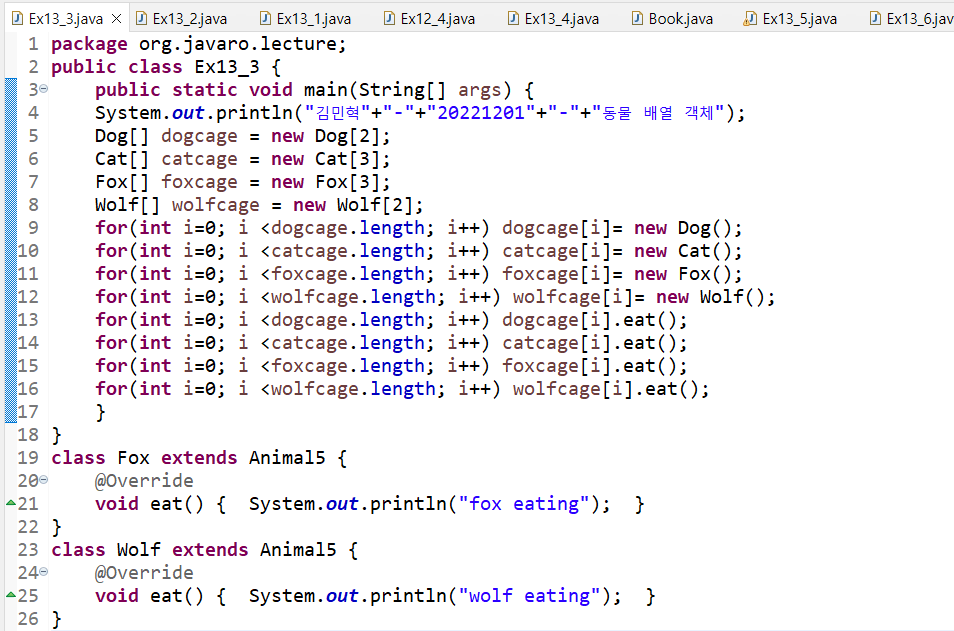 Ex13_3.java Ex13_2.java Ex13_1.java Ex12_4.java Ex13_4.java Book.java Ex13_5.java Ex13_6.jav
1 package org.javaro.lecture;
2 public class Ex13_3 {
3 public static void main(String[] args) {
4 System.out.println("김민혁"+"-"+"20221201"+"-"+"동물 배열 객체");
5 Dog[] dogcage = new Dog[2];
6 Cat[] catcage = new Cat[3];
7 Fox[] foxcage = new Fox[3];
8 Wolf[] wolfcage = new Wolf[2];
9 for(int i=0; i <dogcage.length; i++) dogcage[i]= new Dog();
10 for(int i=0; i <catcage.length; i++) catcage[i]= new Cat();
11 for(int i=0; i <foxcage.length; i++) foxcage[i]= new Fox();
12 for(int i=0; i <wolfcage.length; i++) wolfcage[i]= new Wolf();
13 for(int i=0; i <dogcage.length; i++) dogcage[i].eat();
14 for(int i=0; i <catcage.length; i++) catcage[i].eat();
15 for(int i=0; i <foxcage.length; i++) foxcage[i].eat();
16 for(int i=0; i <wolfcage.length; i++) wolfcage[i].eat();
17 }
18 }
19 class Fox extends Animal5 {
20 @Override
21 void eat() { System.out.println("fox eating"); }
22 }
23 class Wolf extends Animal5 {
24 @Override
25 void eat() { System.out.println("wolf eating"); }
26 }